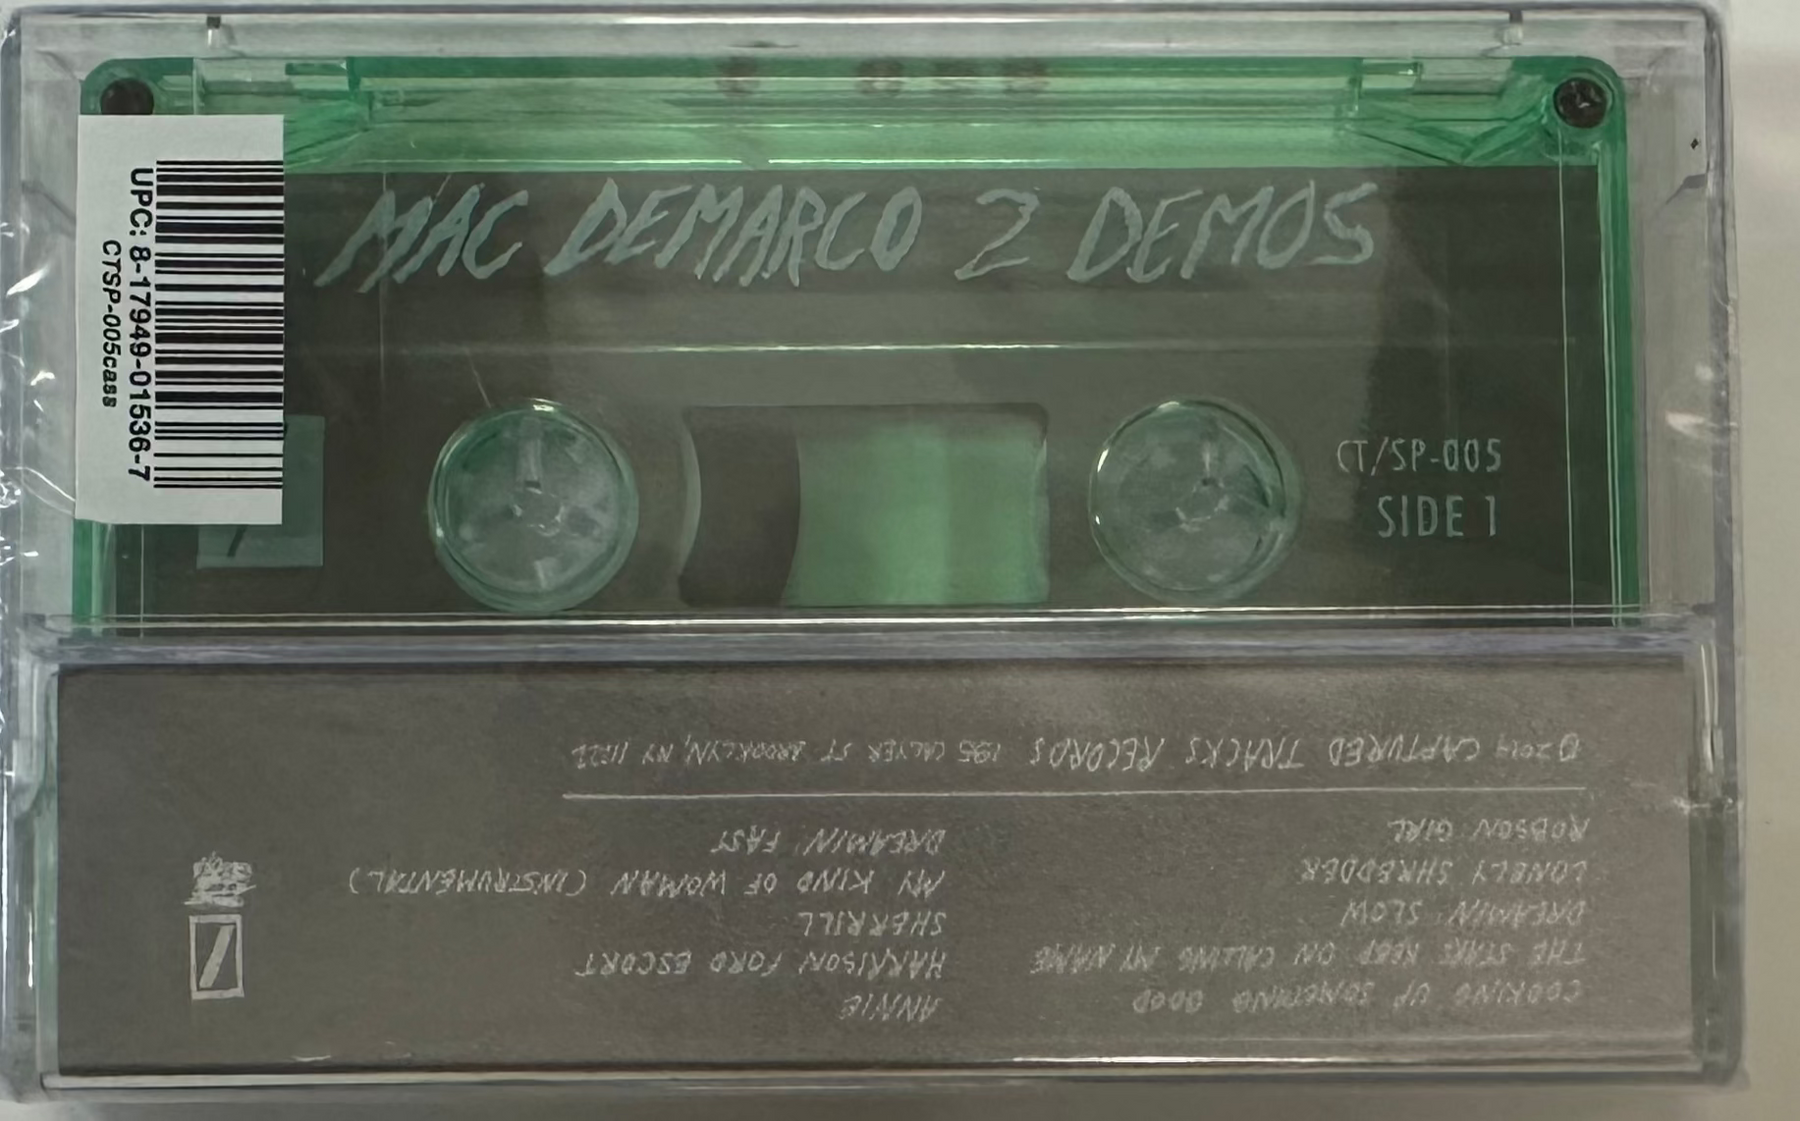 MAC DEMARCO 2 DEMOS
UPC: 8-17949-01536-7
CTSP-005cass
CT/SP-005
SIDE 1
COOKING UP SOMETHING GOOD
THE STARS KEEP ON CALLING MY NAME
DREAMIN SLOW
LONELY SHREDDER
ROBSON GIRL
ANNIE
HARRISON FORD ESCORT
SHERRILL
MY KIND OF WOMAN (INSTRUMENTAL)
DREAMIN FAST
CAPTURED TRACKS RECORDS 195 CALYER ST BROOKLYN, NY 11222